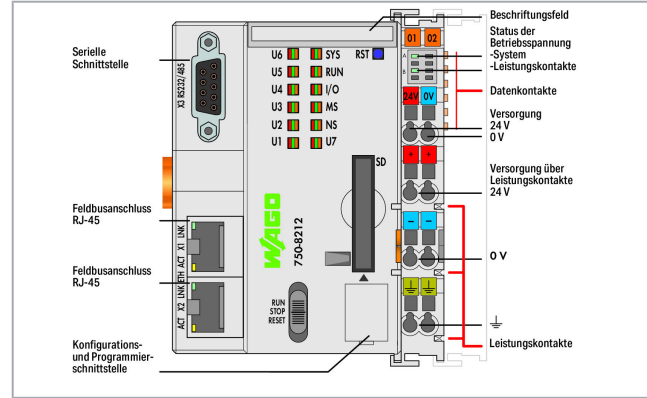 Beschriftungsfeld
Status der
Betriebsspannung
-System
-Leistungskontakte
Datenkontakte
Versorgung
24 V
0 V
Versorgung über
Leistungskontakte
24 V
0 V
Leistungskontakte
Serielle
Schnittstelle
Feldbusanschluss
RJ-45
Feldbusanschluss
RJ-45
Konfigurations-
und Programmier-
schnittstelle
X3 RS232/485
U6 SYS RST
U5 RUN
U4 I/O
U3 MS
U2 NS
U1 U7
SD
WAGO
750-8212
RUN
STOP
RESET
ACT X1 LNK
ETH
ACT X2 LNK
01 02
A
B
24V 0V
+ +
− −